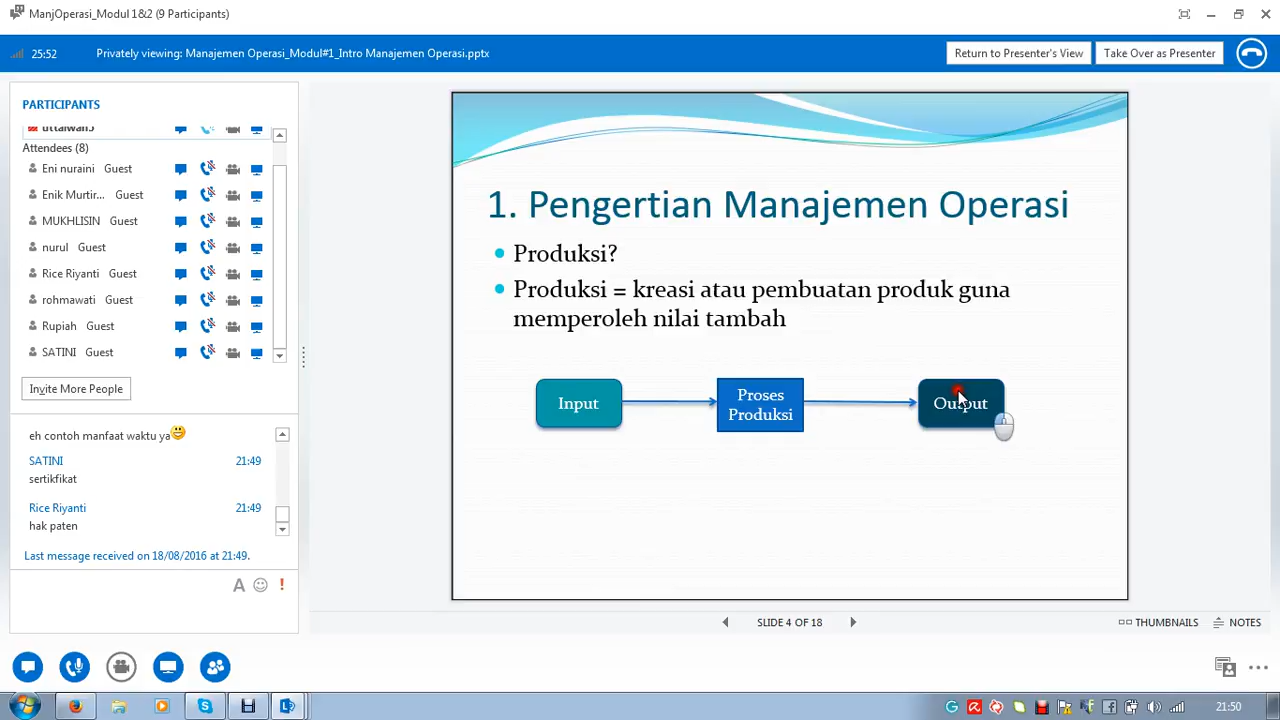 ManjOperasi_Modul 1&2 (9 Participants)
25:52
Privately viewing: Manajemen Operasi_Modul#1_Intro Manajemen Operasi.pptx
Return to Presenter's View
Take Over as Presenter
PARTICIPANTS
Attendees (8)
Eni nuraini Guest
Enik Murtir... Guest
MUKHLISIN Guest
nurul Guest
Rice Riyanti Guest
rohmawati Guest
Rupiah Guest
SATINI Guest
Invite More People
eh contoh manfaat waktu ya
SATINI 21:49
sertikfikat
Rice Riyanti 21:49
hak paten
Last message received on 18/08/2016 at 21:49.
A
!
1. Pengertian Manajemen Operasi
Produksi?
Produksi = kreasi atau pembuatan produk guna
memperoleh nilai tambah
Input
Proses
Produksi
Output
SLIDE 4 OF 18
THUMBNAILS
NOTES
21:50